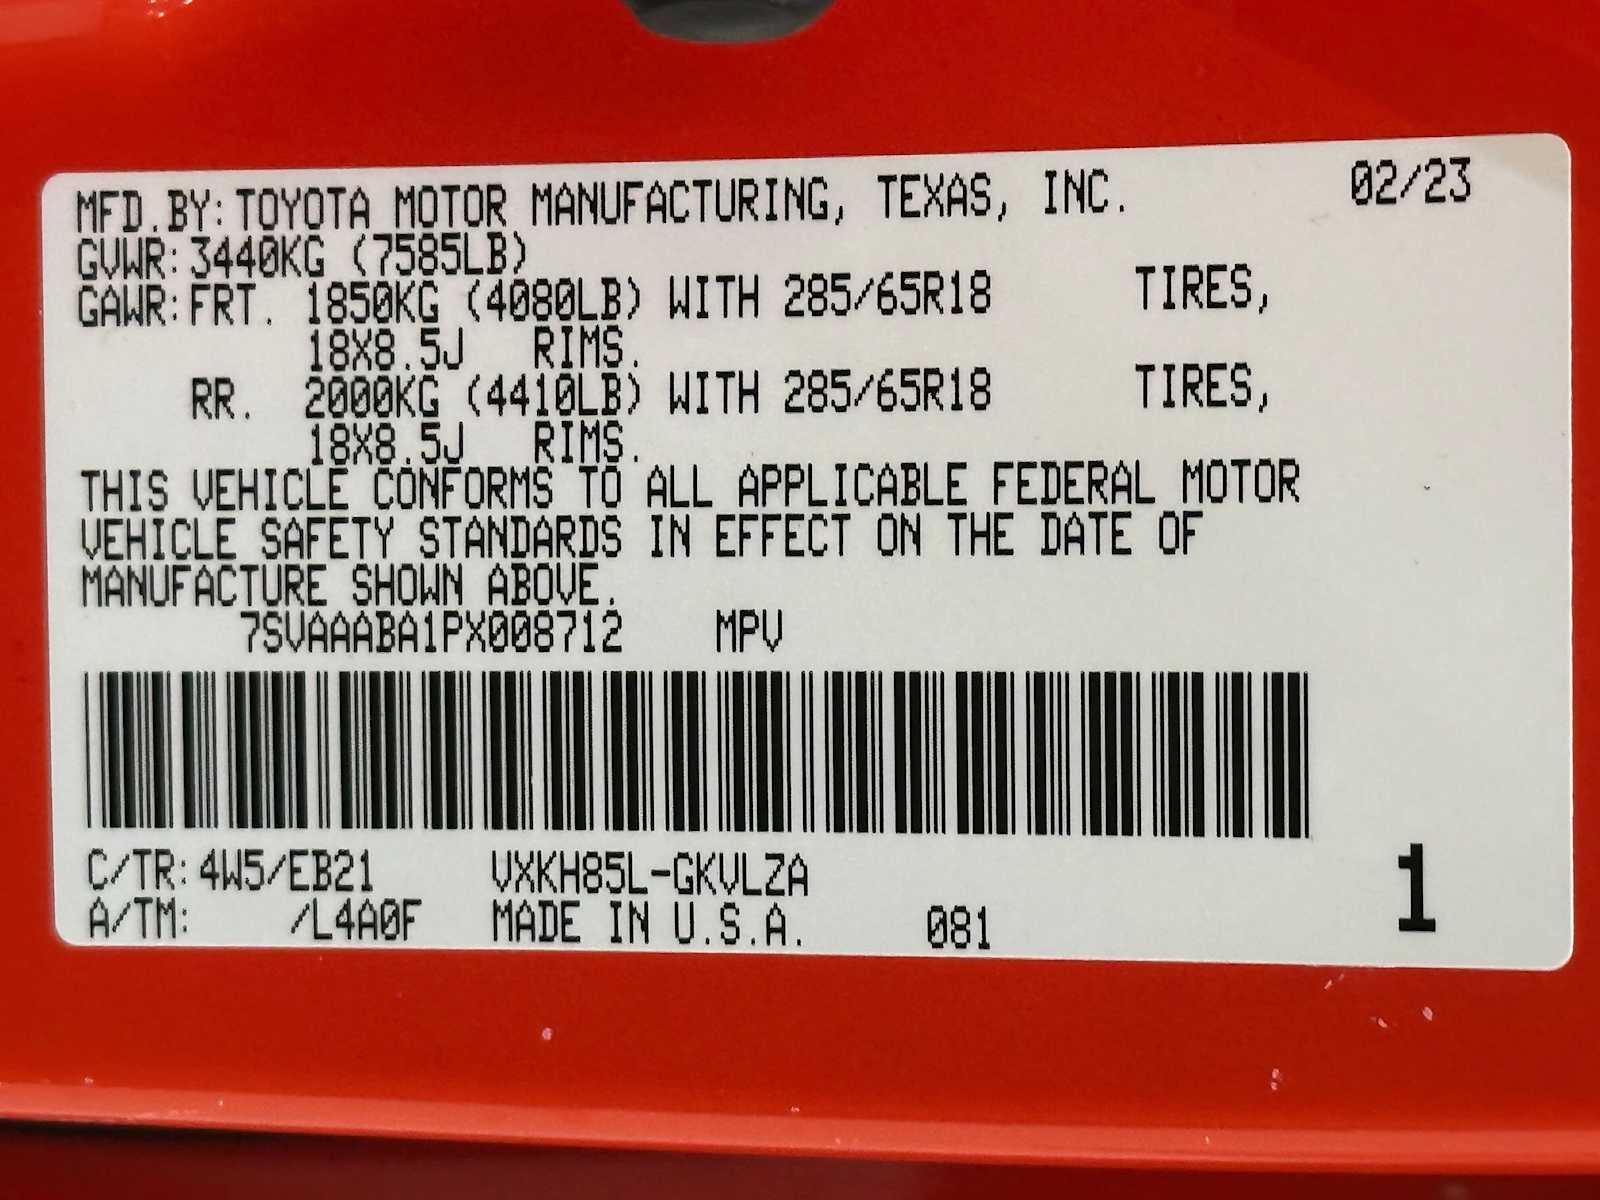 MFD.BY: TOYOTA MOTOR MANUFACTURING, TEXAS, INC. 02/23
GVWR: 3440KG (7585LB)
GAWR: FRT. 1850KG (4080LB) WITH 285/65R18 TIRES,
18X8.5J RIMS.
RR. 2000KG (4410LB) WITH 285/65R18 TIRES,
18X8.5J RIMS.
THIS VEHICLE CONFORMS TO ALL APPLICABLE FEDERAL MOTOR
VEHICLE SAFETY STANDARDS IN EFFECT ON THE DATE OF
MANUFACTURE SHOWN ABOVE.
7SVAAABA1PX008712 MPV
C/TR: 4W5/EB21 VXKH85L-GKVLZA
A/TM: /L4A0F MADE IN U.S.A. 081 1